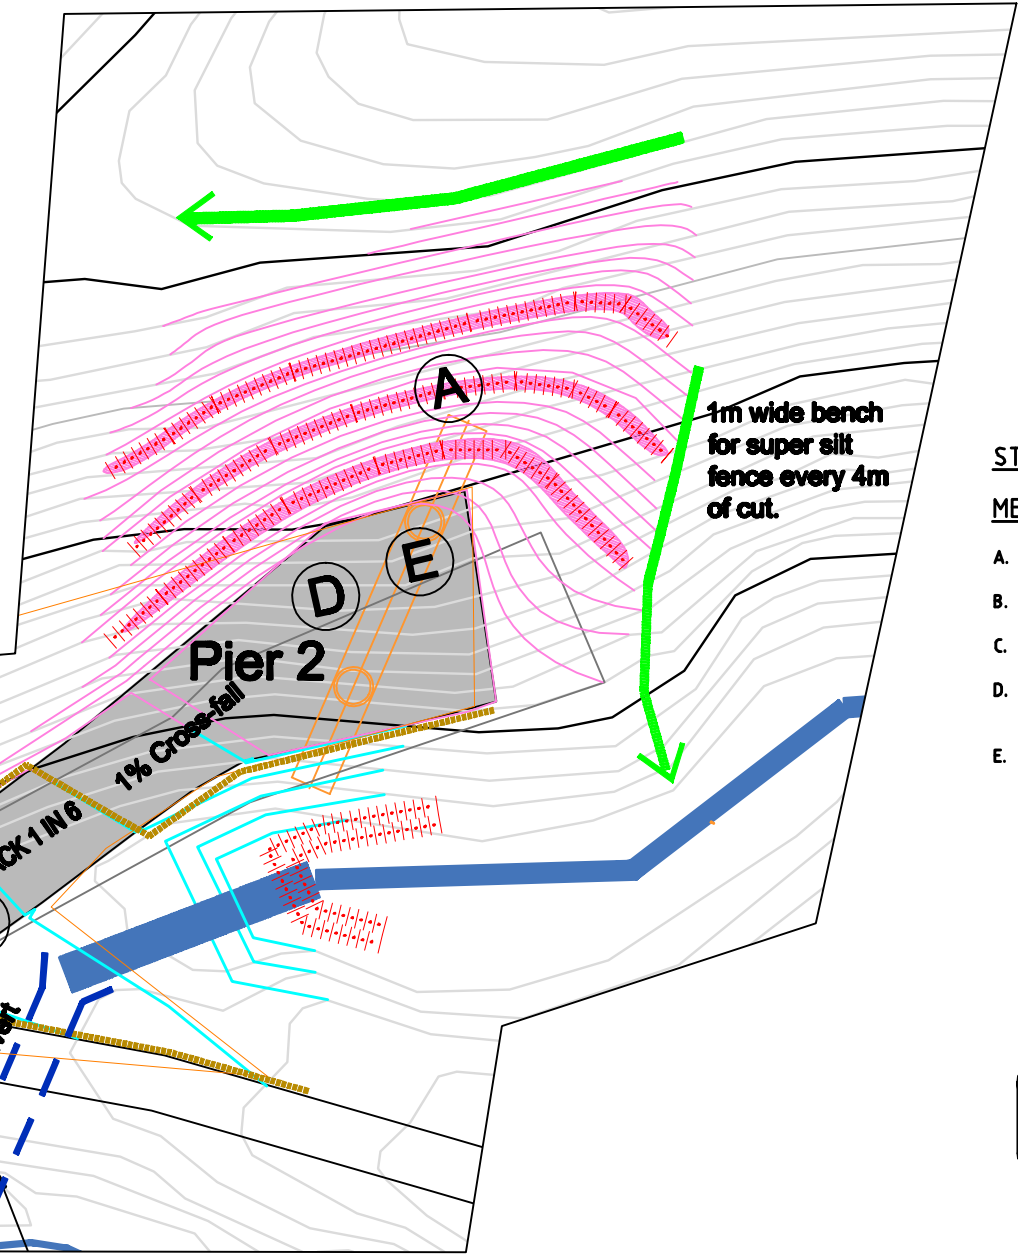 A
1m wide bench
for super silt
fence every 4m
of cut.
ST
ME
A.
B.
C.
D.
E.
E
D
Pier 2
1% Cross-fall
CK 1 IN 6
ert